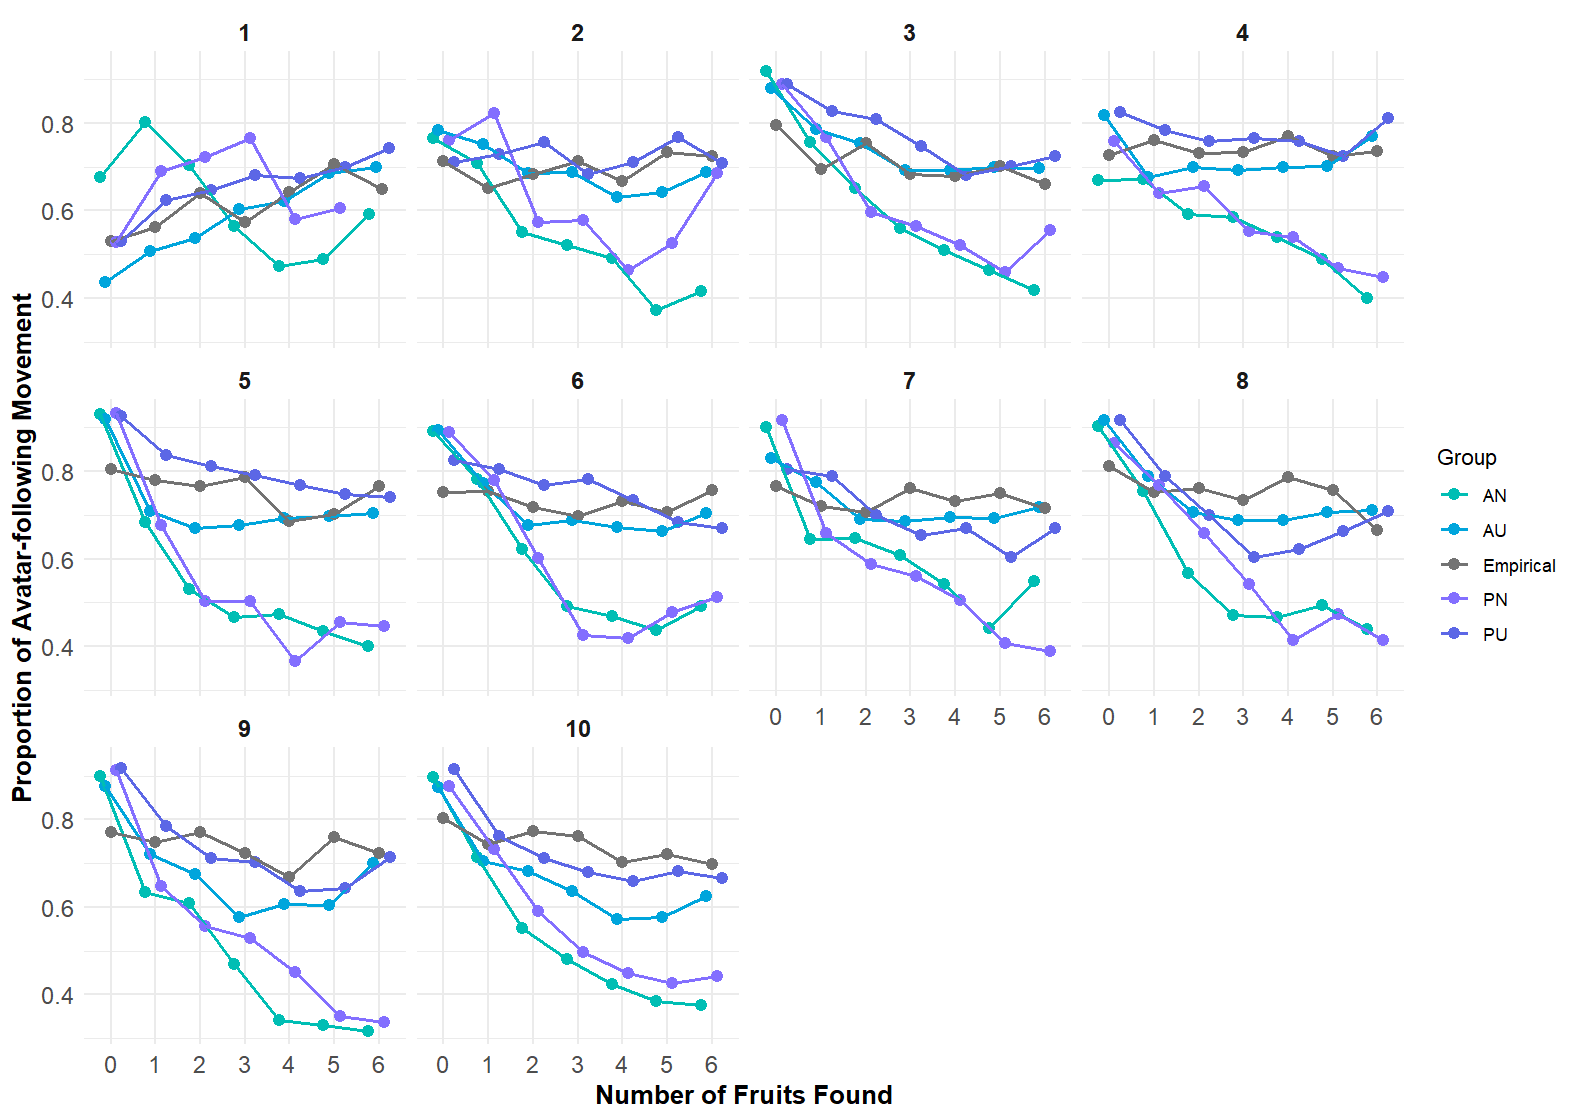 1 2 3 4
0.8
0.6
0.4
5 6 7 8
0.8
0.6
0.4
0 1 2 3 4 5 6 0 1 2 3 4 5 6
9 10
0.8
0.6
0.4
0 1 2 3 4 5 6 0 1 2 3 4 5 6
Number of Fruits Found
Proportion of Avatar-following Movement
Group
AN
AU
Empirical
PN
PU